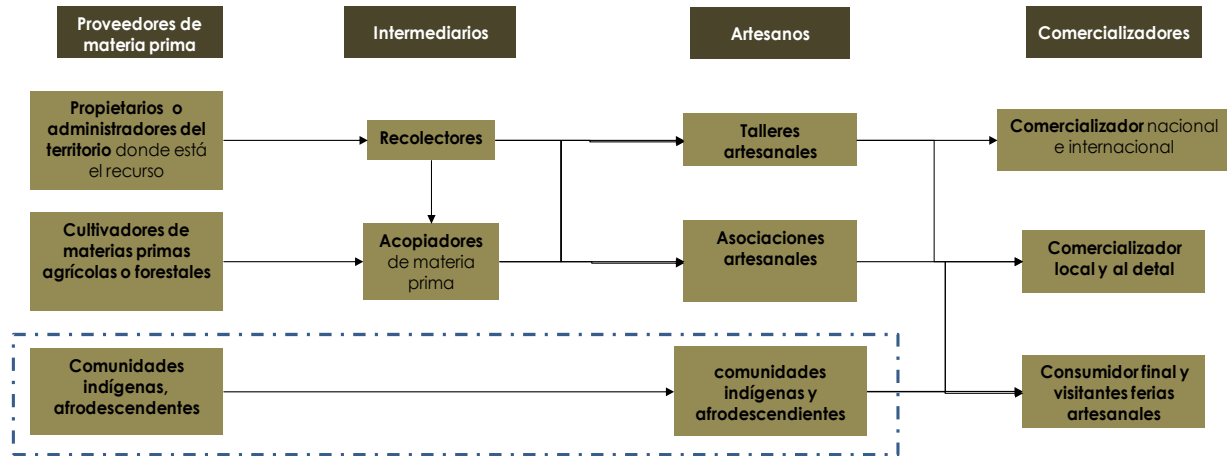 Proveedores de
materia prima
Intermediarios
Artesanos
Comercializadores
Propietarios o
administradores del
territorio donde está
el recurso
Recolectores
Talleres
artesanales
Comercializador nacional
e internacional
Cultivadores de
materias primas
agrícolas o forestales
Acopiadores
de materia
prima
Asociaciones
artesanales
Comercializador
local y al detal
Comunidades
indígenas,
afrodescendentes
comunidades
indígenas y
afrodescendientes
Consumidor final y
visitantes ferias
artesanales